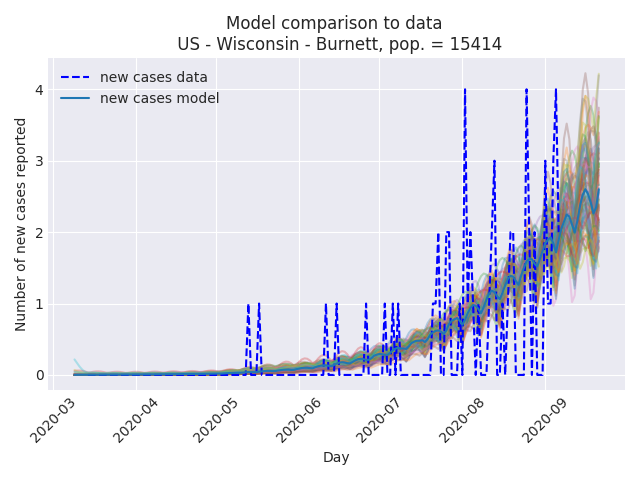 Model comparison to data
US - Wisconsin - Burnett, pop. = 15414
new cases data
new cases model
Number of new cases reported
4
3
2
1
0
2020-03
2020-04
2020-05
2020-06
2020-07
2020-08
2020-09
Day